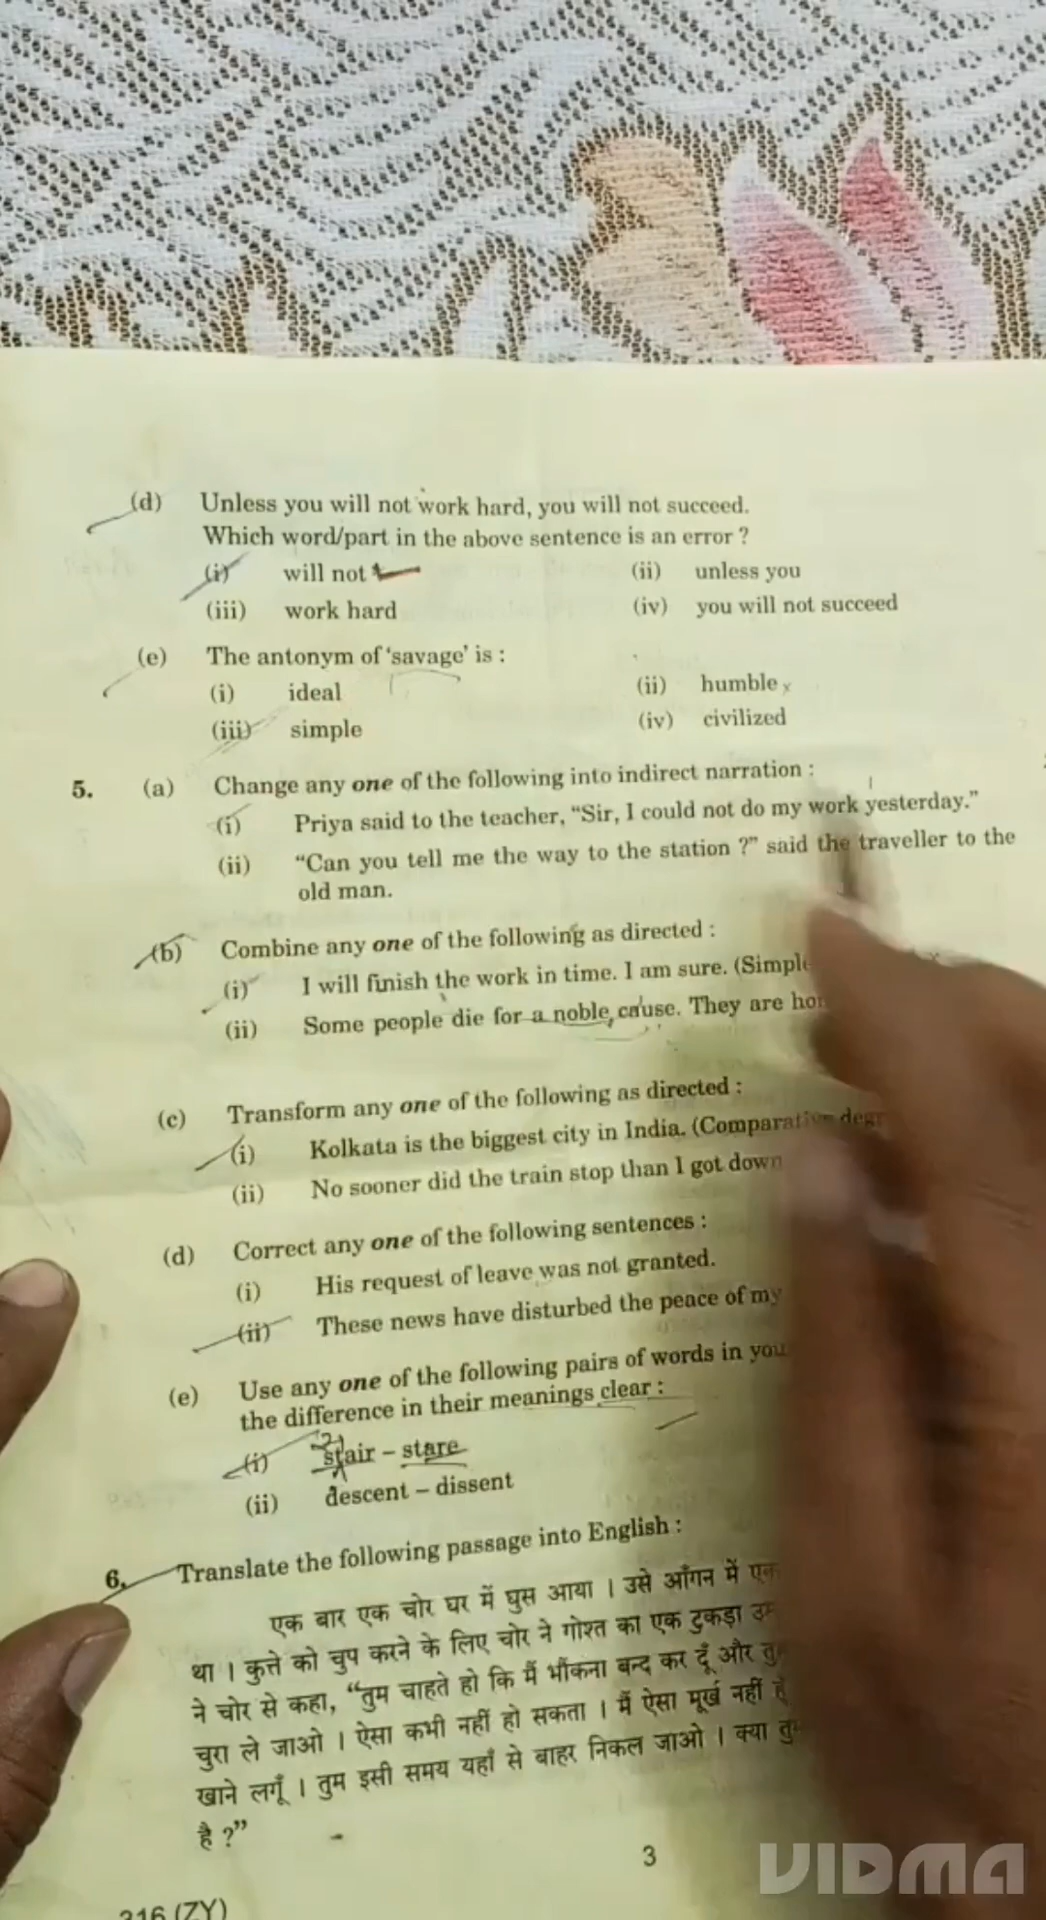 (d) Unless you will not work hard, you will not succeed.
Which word/part in the above sentence is an error ?
(i) will not (ii) unless you
(iii) work hard (iv) you will not succeed
(e) The antonym of ‘savage’ is :
(i) ideal (ii) humble
(iii) simple (iv) civilized
5. (a) Change any one of the following into indirect narration :
(i) Priya said to the teacher, “Sir, I could not do my work yesterday.”
(ii) “Can you tell me the way to the station ?” said the traveller to the
old man.
(b) Combine any one of the following as directed :
(i) I will finish the work in time. I am sure. (Simple
(ii) Some people die for a noble cause. They are
(c) Transform any one of the following as directed :
(i) Kolkata is the biggest city in India. (Comparative
(ii) No sooner did the train stop than I got down
(d) Correct any one of the following sentences :
(i) His request of leave was not granted.
(ii) These news have disturbed the peace of my
(e) Use any one of the following pairs of words in
the difference in their meanings clear :
(i) stair – stare
(ii) descent – dissent
6. Translate the following passage into English :
एक बार एक चोर घर में घुस आया । उसे आँगन में
था । कुत्ते को चुप करने के लिए चोर ने गोश्त का एक टुकड़ा
ने चोर से कहा, “तुम चाहते हो कि मैं भौंकना बन्द कर दूँ और
चुरा ले जाओ । ऐसा कभी नहीं हो सकता । मैं ऐसा मूर्ख नहीं
खाने लगूँ । तुम इसी समय यहाँ से बाहर निकल जाओ । क्या
है ?”
3
316 (ZY)
VIDMA